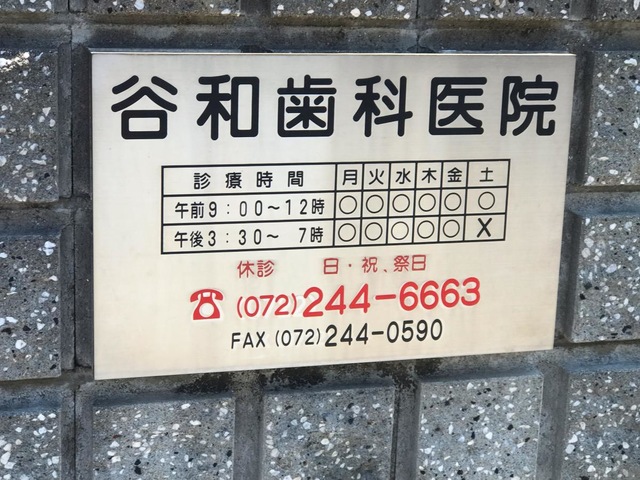 谷和歯科医院
診療時間 月 火 水 木 金 土
午前9:00～12時 ○ ○ ○ ○ ○ ○
午後3:30～ 7時 ○ ○ ○ ○ ○ X
休診 日・祝、祭日
☎(072)244-6663
FAX(072)244-0590